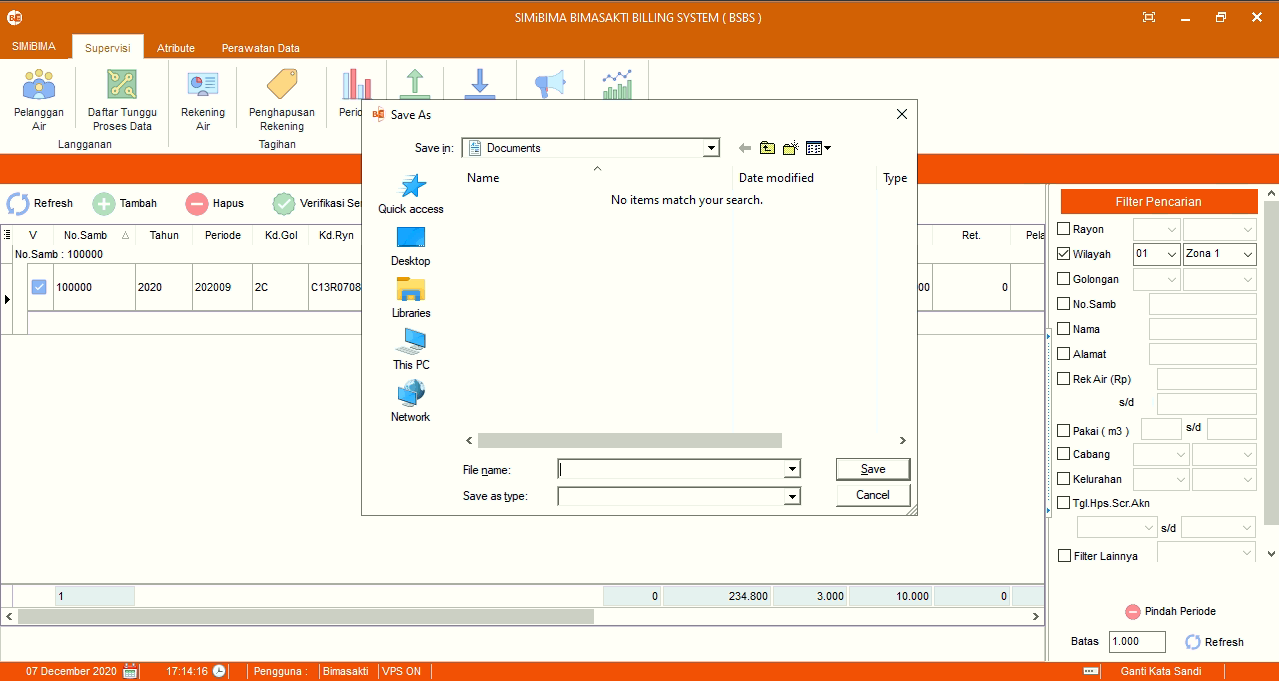 SIMiBIMA BIMASAKTI BILLING SYSTEM ( BSBS )
SIMiBIMA Supervisi Atribute Perawatan Data
Pelanggan Air
Daftar Tunggu Proses Data
Rekening Air
Penghapusan Rekening
Langganan
Tagihan
Refresh Tambah Hapus
V No.Samb Tahun Periode Kd.Gol Kd.Ryn Ret.
No.Samb : 100000
100000 2020 202009 2C C13R0708 00 0
1 0 234.800 3.000 10.000 0
Save As
Save in: Documents
Name Date modified Type
No items match your search.
Quick access
Desktop
Libraries
This PC
Network
File name: Save
Save as type: Cancel
Filter Pencarian
Rayon
Wilayah 01 Zona 1
Golongan
No.Samb
Nama
Alamat
Rek Air (Rp)
s/d
Pakai ( m3 ) s/d
Cabang
Kelurahan
Tgl.Hps.Scr.Akn
s/d
Filter Lainnya
Pindah Periode
Batas 1.000 Refresh
07 December 2020 17:14:16 Pengguna : Bimasakti VPS ON Ganti Kata Sandi